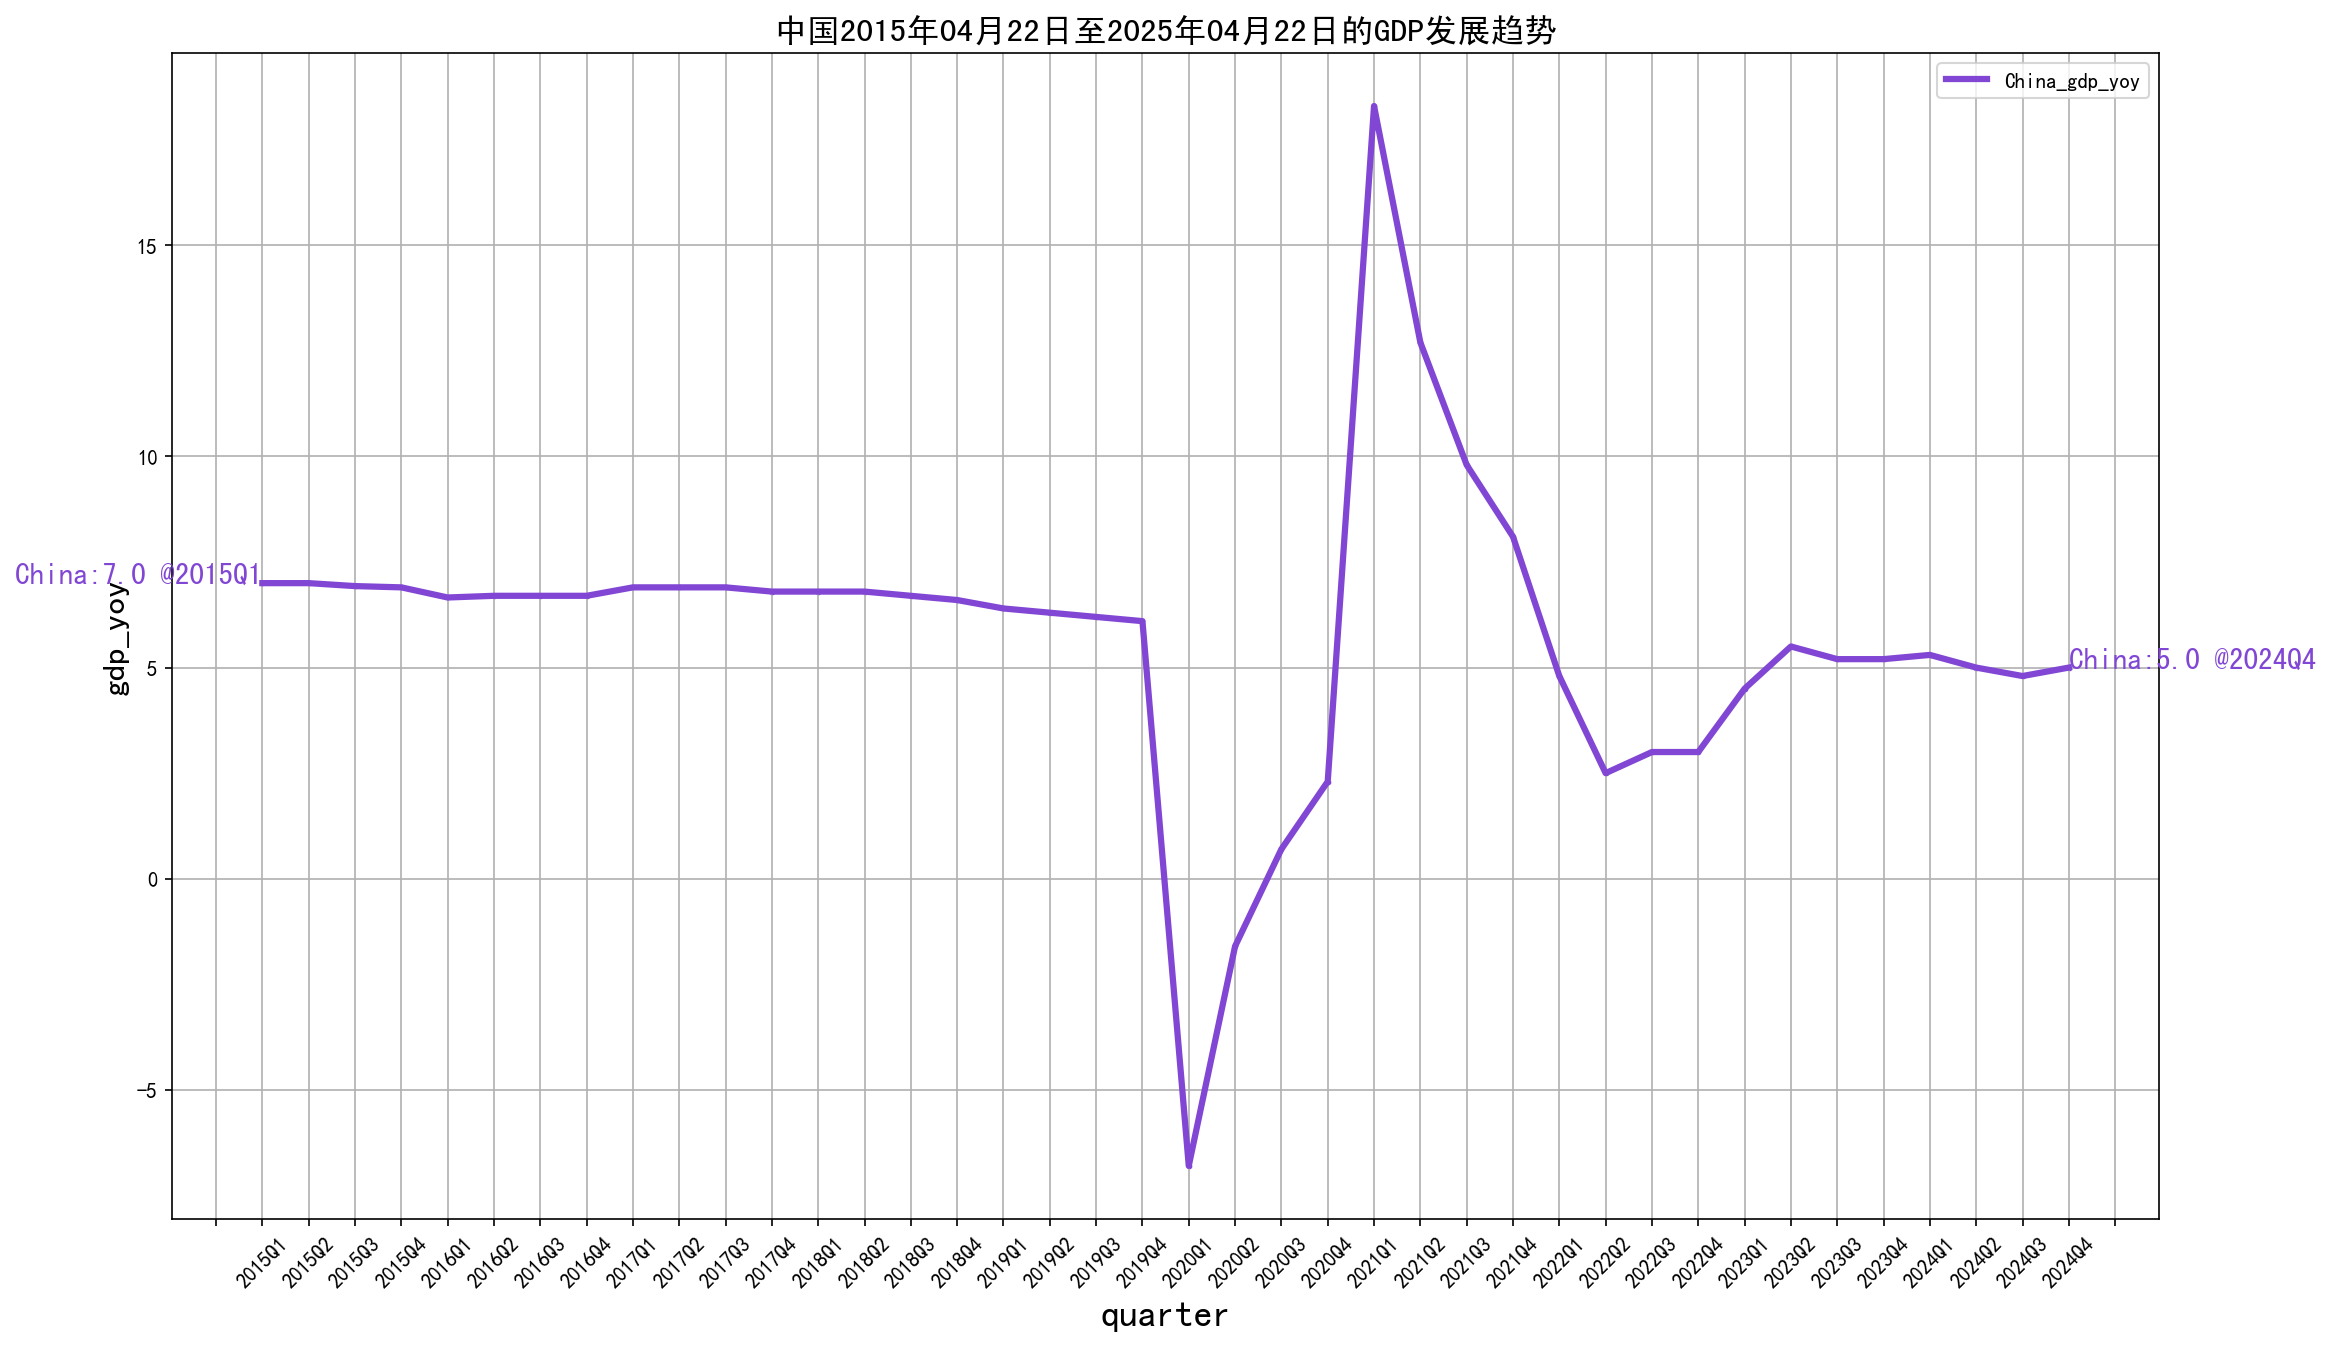 中国2015年04月22日至2025年04月22日的GDP发展趋势
China_gdp_yoy
15
10
5
0
-5
gdp_yoy
China:7.0 @2015Q1
China:5.0 @2024Q4
2015Q1
2015Q2
2015Q3
2015Q4
2016Q1
2016Q2
2016Q3
2016Q4
2017Q1
2017Q2
2017Q3
2017Q4
2018Q1
2018Q2
2018Q3
2018Q4
2019Q1
2019Q2
2019Q3
2019Q4
2020Q1
2020Q2
2020Q3
2020Q4
2021Q1
2021Q2
2021Q3
2021Q4
2022Q1
2022Q2
2022Q3
2022Q4
2023Q1
2023Q2
2023Q3
2023Q4
2024Q1
2024Q2
2024Q3
2024Q4
quarter